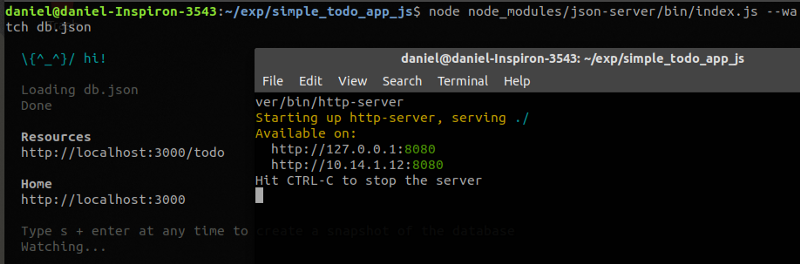 daniel@daniel-Inspiron-3543:~/exp/simple_todo_app_js$ node node_modules/json-server/bin/index.js --wa
tch db.json
\{^_^}/ hi!
Loading db.json
Done
Resources
http://localhost:3000/todo
Home
http://localhost:3000
Type s + enter at any time to create a snapshot of the database
Watching...
daniel@daniel-Inspiron-3543: ~/exp/simple_todo_app_js
File Edit View Search Terminal Help
ver/bin/http-server
Starting up http-server, serving ./
Available on:
http://127.0.0.1:8080
http://10.14.1.12:8080
Hit CTRL-C to stop the server